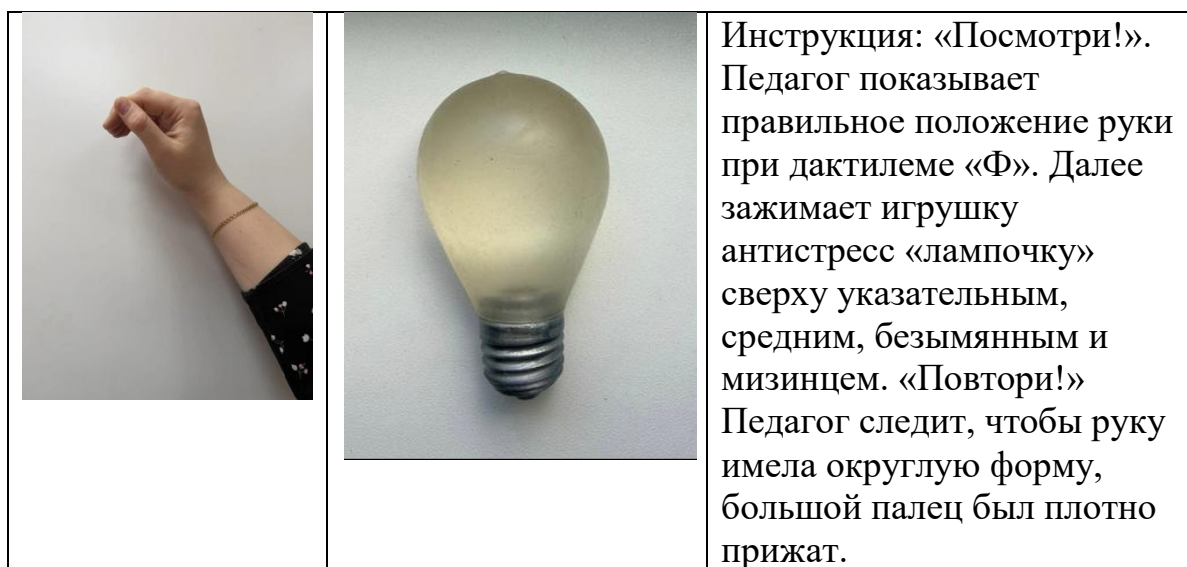 Инструкция: «Посмотри!».
Педагог показывает
правильное положение руки
при дактилеме «Ф». Далее
зажимает игрушку
антистресс «лампочку»
сверху указательным,
средним, безымянным и
мизинцем. «Повтори!»
Педагог следит, чтобы руку
имела округлую форму,
большой палец был плотно
прижат.